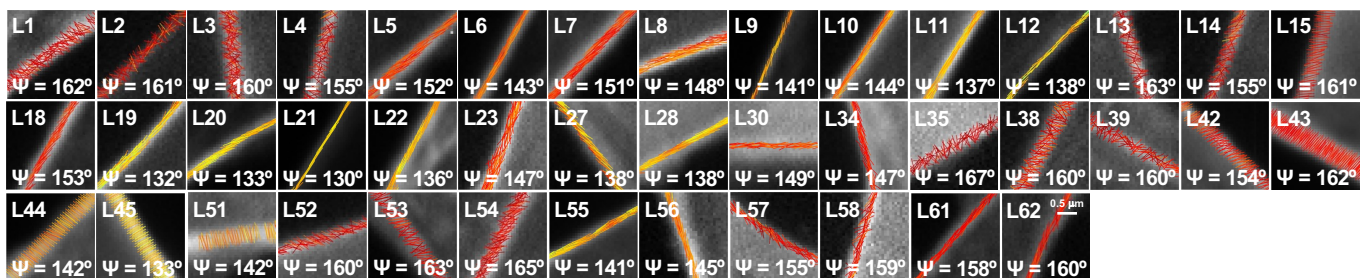 L1 L2 L3 L4 L5 L6 L7 L8 L9 L10 L11 L12 L13 L14 L15
Ψ = 162º Ψ = 161º Ψ = 160º Ψ = 155º Ψ = 152º Ψ = 143º Ψ = 151º Ψ = 148º Ψ = 141º Ψ = 144º Ψ = 137º Ψ = 138º Ψ = 163º Ψ = 155º Ψ = 161º
L18 L19 L20 L21 L22 L23 L27 L28 L30 L34 L35 L38 L39 L42 L43
Ψ = 153º Ψ = 132º Ψ = 133º Ψ = 130º Ψ = 136º Ψ = 147º Ψ = 138º Ψ = 138º Ψ = 149º Ψ = 147º Ψ = 167º Ψ = 160º Ψ = 160º Ψ = 154º Ψ = 162º
L44 L45 L51 L52 L53 L54 L55 L56 L57 L58 L61 L62
0.5 µm
Ψ = 142º Ψ = 133º Ψ = 142º Ψ = 160º Ψ = 163º Ψ = 165º Ψ = 141º Ψ = 145º Ψ = 155º Ψ = 159º Ψ = 158º Ψ = 160º